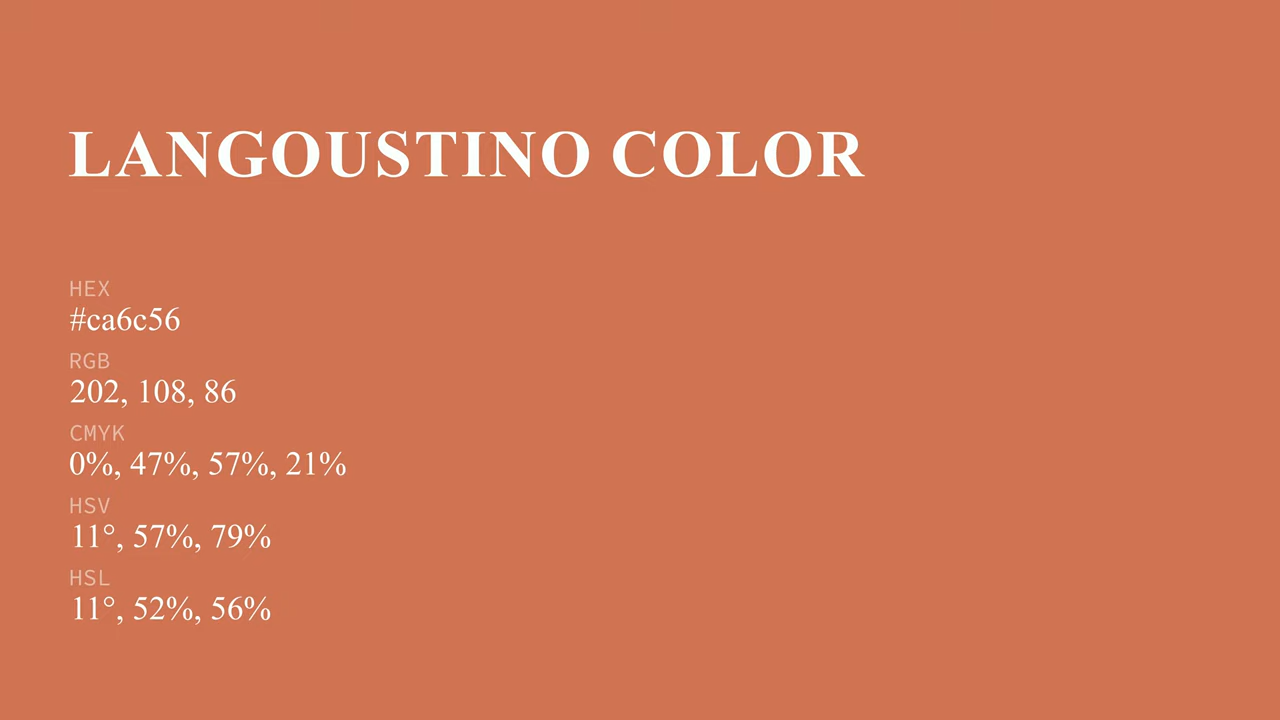 LANGOUSTINO COLOR
HEX
#ca6c56
RGB
202, 108, 86
CMYK
0%, 47%, 57%, 21%
HSV
11°, 57%, 79%
HSL
11°, 52%, 56%